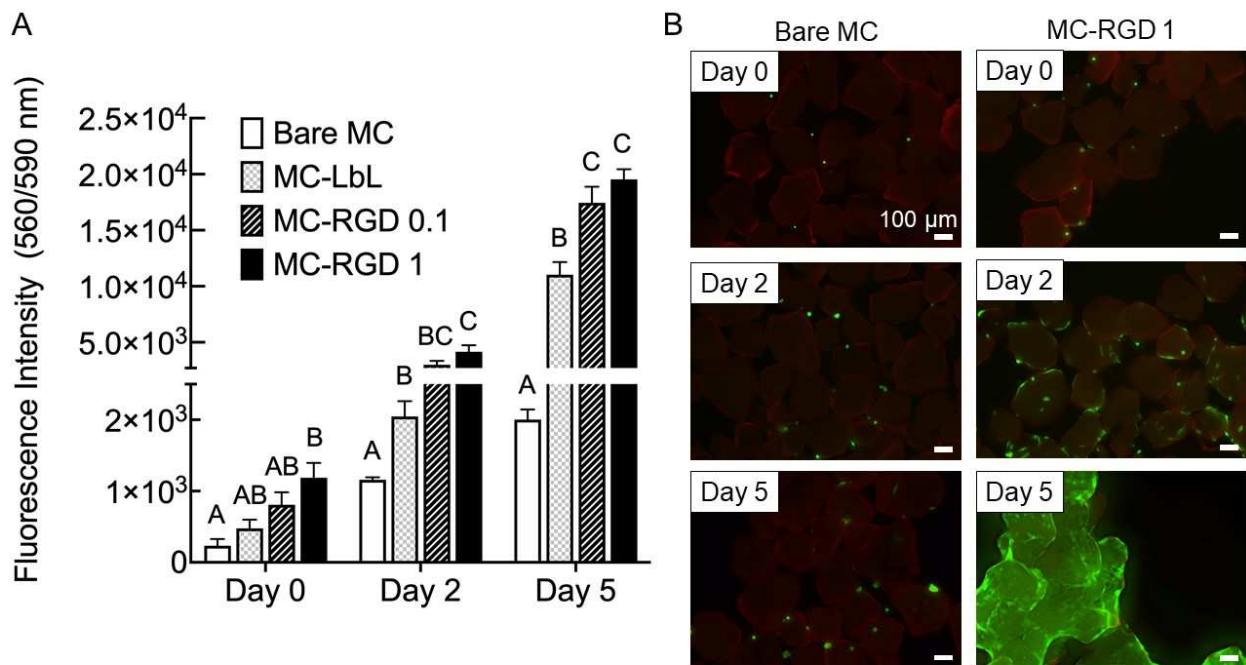 A
Fluorescence Intensity (560/590 nm)
2.5×10⁴
2.0×10⁴
1.5×10⁴
1.0×10⁴
5.0×10³
2×10³
1×10³
0
Bare MC
MC-LbL
MC-RGD 0.1
MC-RGD 1
A
AB
AB
B
A
B
BC
C
A
B
C
C
Day 0
Day 2
Day 5
B
Bare MC
MC-RGD 1
Day 0
100 µm
Day 0
Day 2
Day 2
Day 5
Day 5